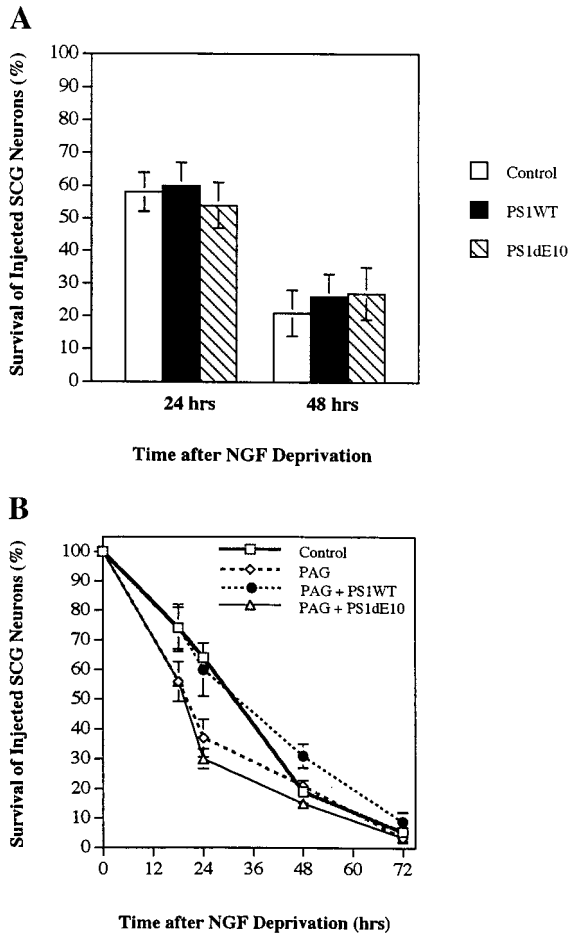 A
Survival of Injected SCG Neurons (%)
100
90
80
70
60
50
40
30
20
10
0
24 hrs 48 hrs
Time after NGF Deprivation
Control
PS1WT
PS1dE10
B
Survival of Injected SCG Neurons (%)
100
90
80
70
60
50
40
30
20
10
0
Control
PAG
PAG + PS1WT
PAG + PS1dE10
0 12 24 36 48 60 72
Time after NGF Deprivation (hrs)